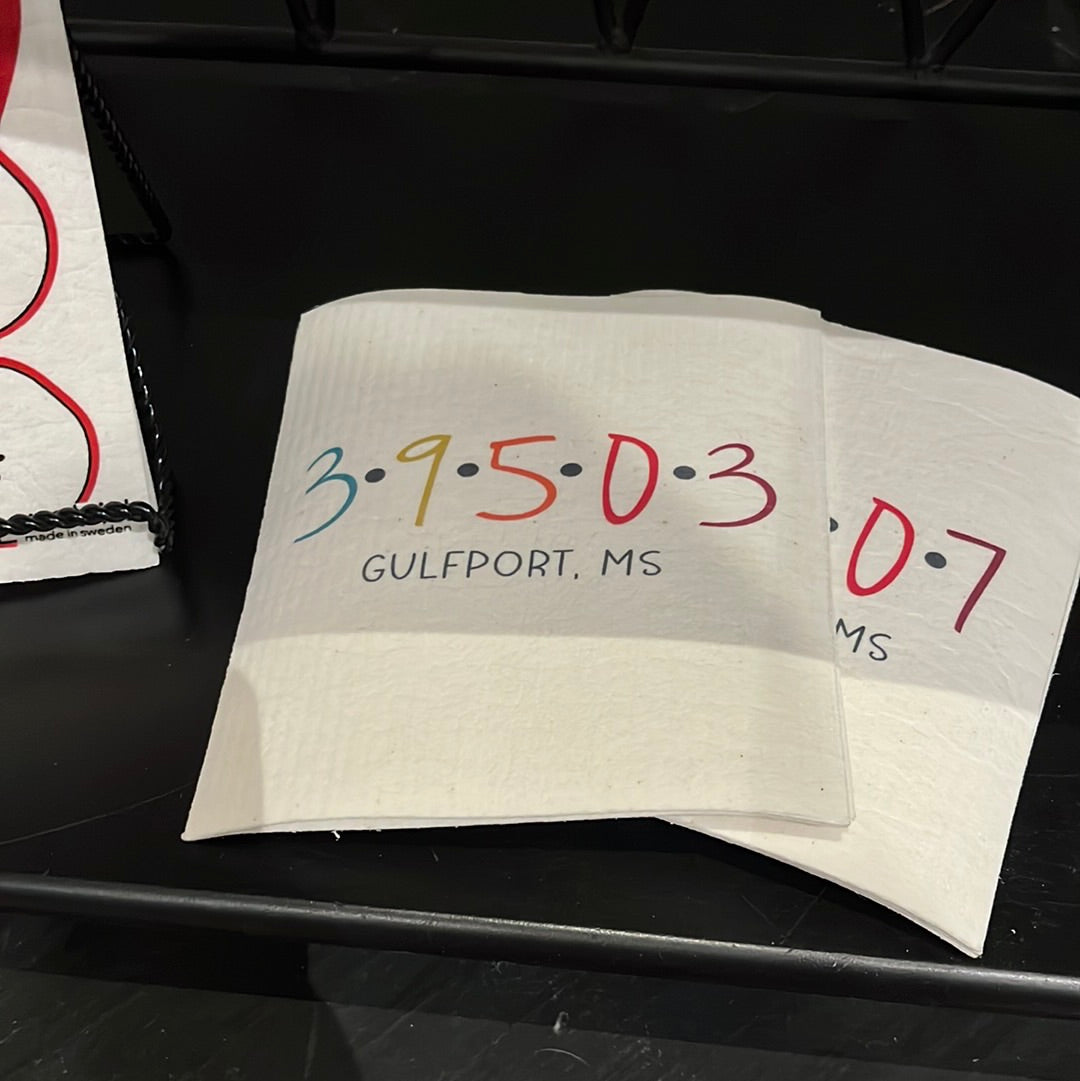 3•9•5•0•3
GULFPORT, MS
•0•7
MS
made in sweden